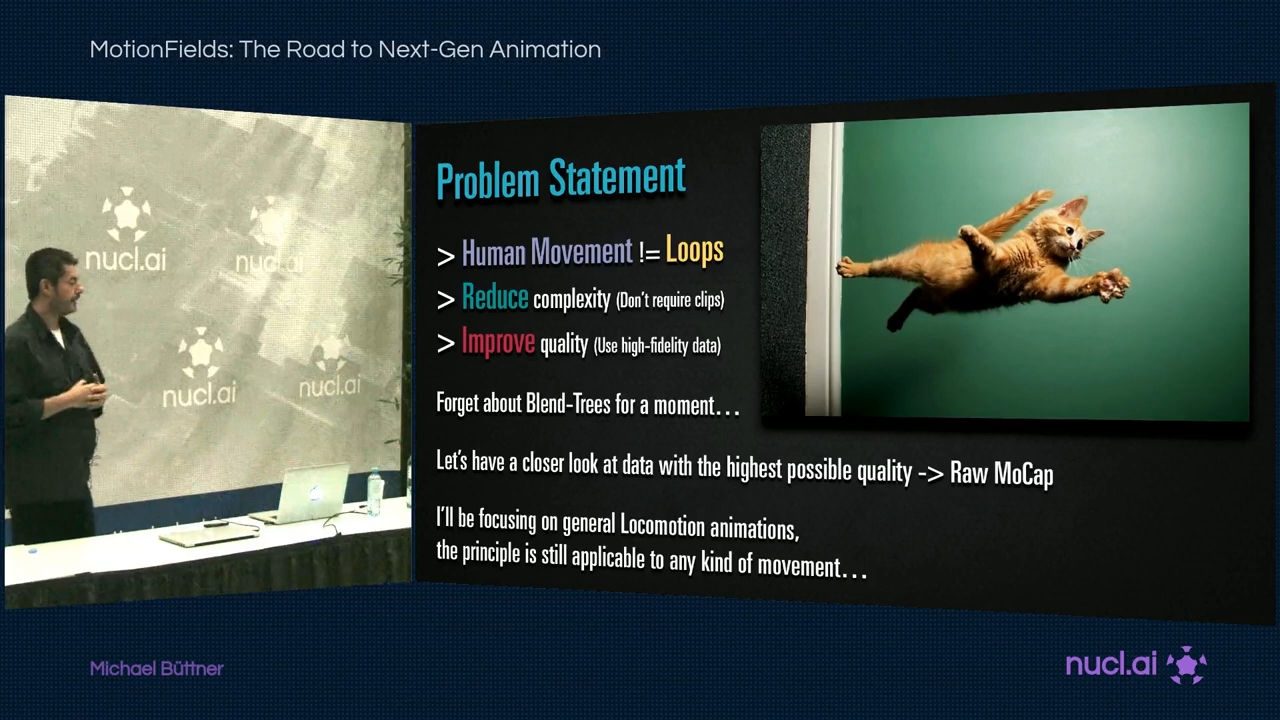 MotionFields: The Road to Next-Gen Animation
nucl.ai
nucl.ai
nucl.ai
nucl.ai
Problem Statement
> Human Movement != Loops
> Reduce complexity (Don't require clips)
> Improve quality (Use high-fidelity data)
Forget about Blend-Trees for a moment...
Let's have a closer look at data with the highest possible quality -> Raw MoCap
I'll be focusing on general Locomotion animations,
the principle is still applicable to any kind of movement...
Michael Büttner
nucl.ai